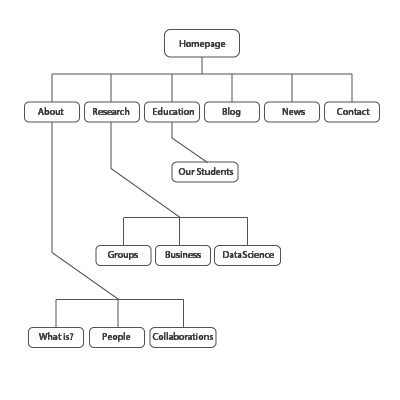 Homepage
About
Research
Education
Blog
News
Contact
Our Students
Groups
Business
DataScience
What is?
People
Collaborations